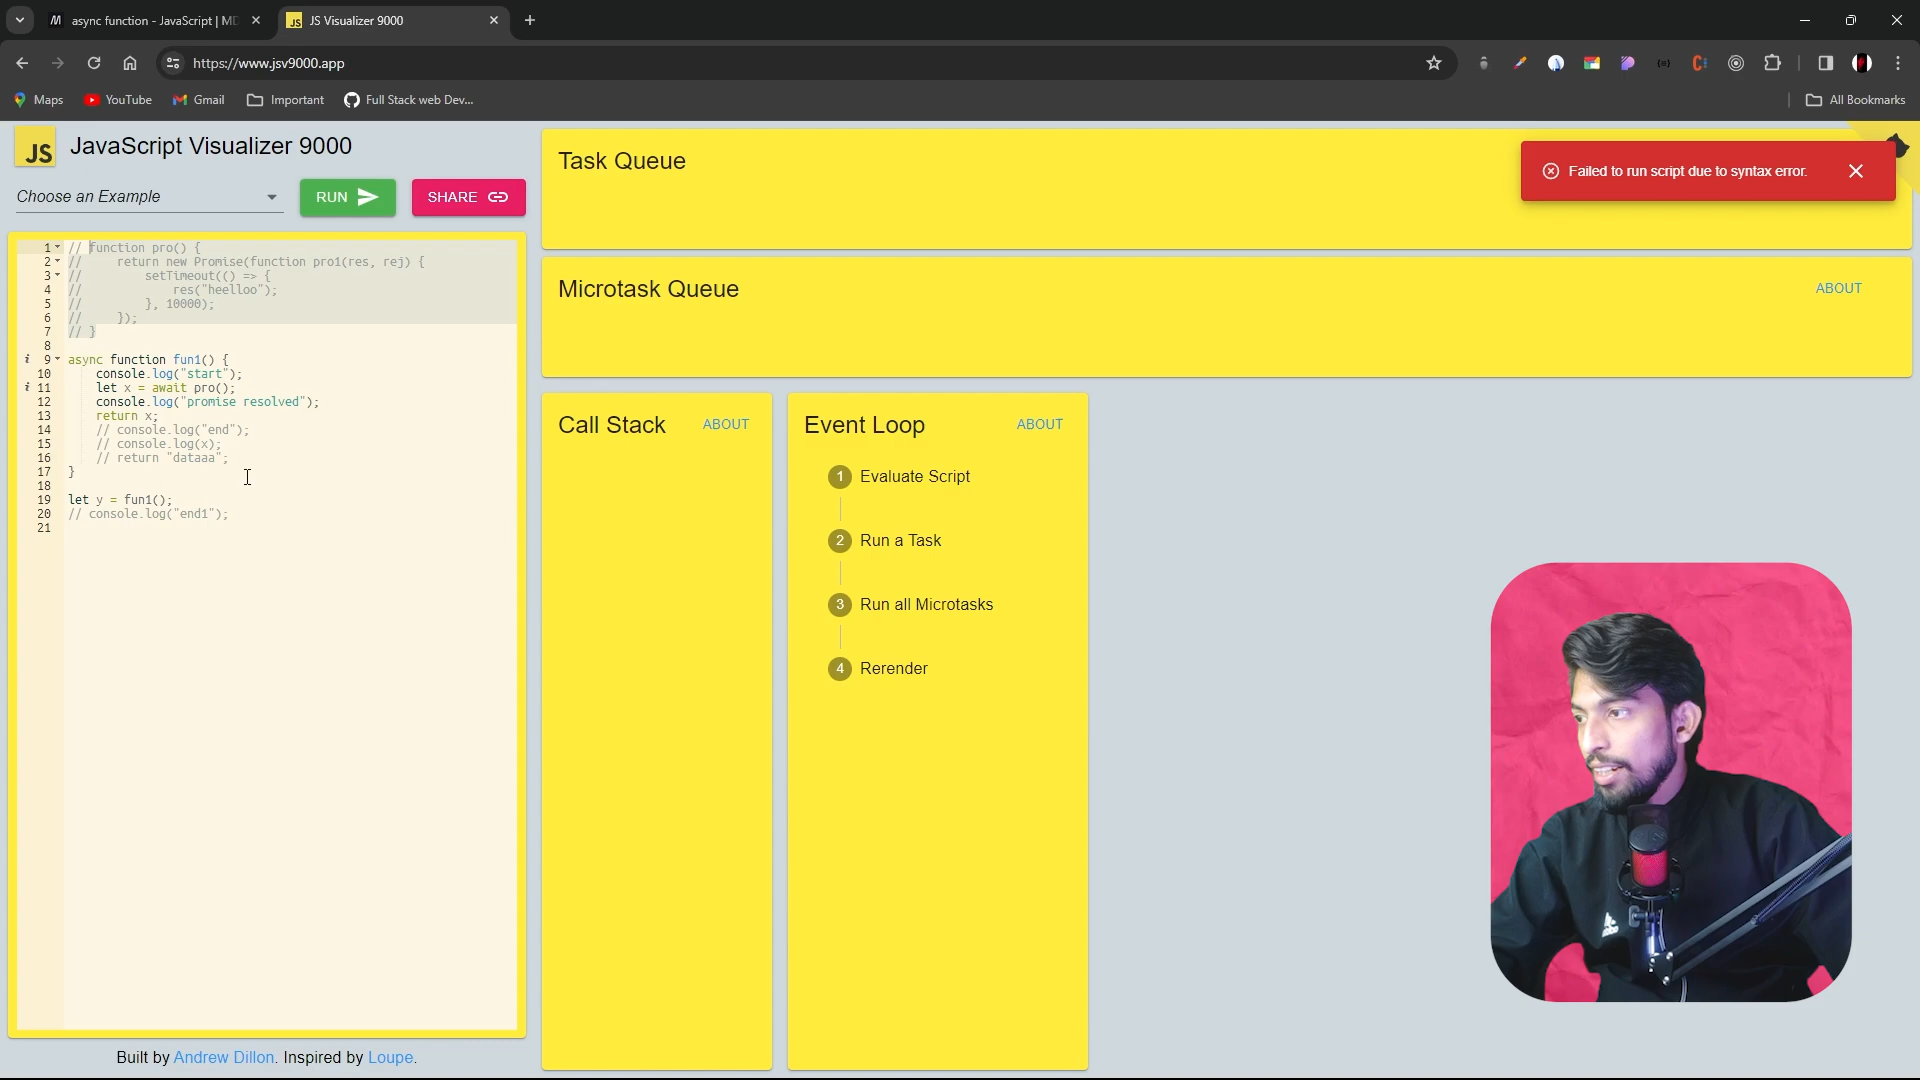 async function - JavaScript | MD
JS Visualizer 9000
https://www.jsv9000.app
Maps
YouTube
Gmail
Important
Full Stack web Dev...
All Bookmarks
JS
JavaScript Visualizer 9000
Choose an Example
RUN
SHARE
1 // function pro() {
2 //     return new Promise(function pro1(res, rej) {
3 //         setTimeout(() => {
4 //             res("heelloo");
5 //         }, 10000);
6 //     });
7 // }
8
9 async function fun1() {
10     console.log("start");
11     let x = await pro();
12     console.log("promise resolved");
13     return x;
14     // console.log("end");
15     // console.log(x);
16     // return "dataaa";
17 }
18
19 let y = fun1();
20 // console.log("end1");
21
Built by Andrew Dillon. Inspired by Loupe.
Task Queue
Failed to run script due to syntax error.
Microtask Queue
ABOUT
Call Stack
ABOUT
Event Loop
ABOUT
1 Evaluate Script
2 Run a Task
3 Run all Microtasks
4 Rerender